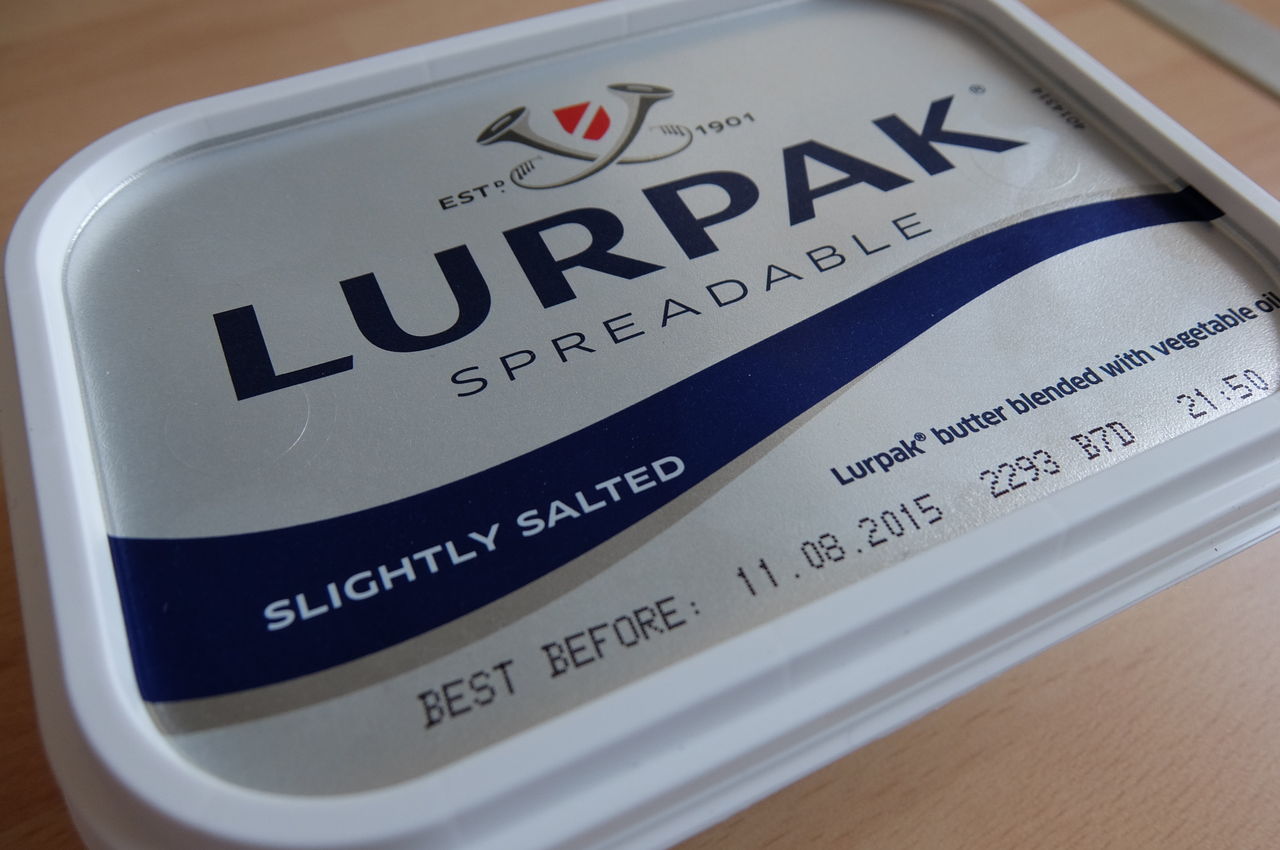 ESTD. 1901
LURPAK®
SPREADABLE
SLIGHTLY SALTED
Lurpak® butter blended with vegetable oil
BEST BEFORE: 11.08.2015 2293 B7D 21:50